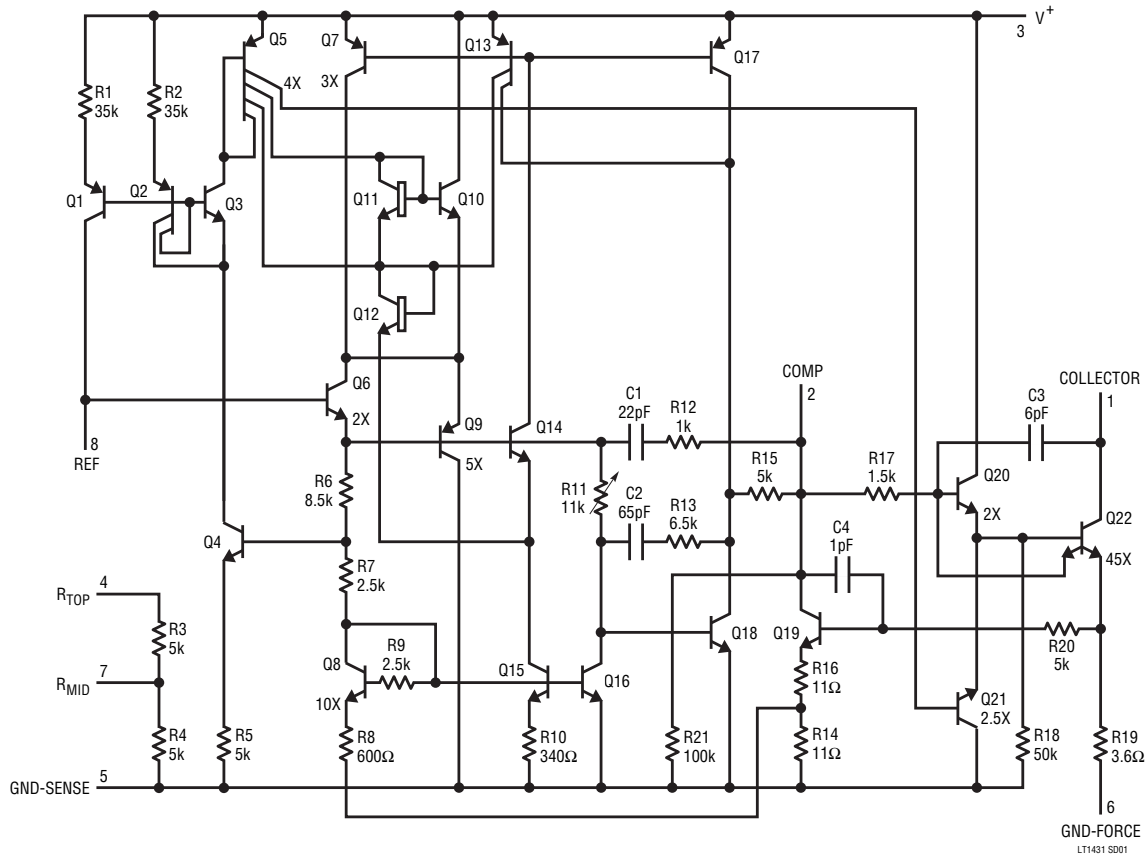 V+
3
Q5
4X
Q7
3X
Q13
Q17
R1
35k
R2
35k
Q1
Q2
Q3
Q11
Q10
Q12
Q6
2X
8
REF
Q9
5X
Q14
C1
22pF
R12
1k
COMP
2
COLLECTOR
1
C3
6pF
R6
8.5k
R11
11k
C2
65pF
R13
6.5k
R15
5k
R17
1.5k
Q20
2X
Q22
45X
Q4
R7
2.5k
C4
1pF
4
RTOP
R3
5k
7
RMID
R4
5k
5
GND-SENSE
R5
5k
Q8
10X
R9
2.5k
R8
600Ω
Q15
R10
340Ω
Q16
Q18
R21
100k
Q19
R16
11Ω
R14
11Ω
R20
5k
Q21
2.5X
R18
50k
R19
3.6Ω
6
GND-FORCE
LT1431 SD01